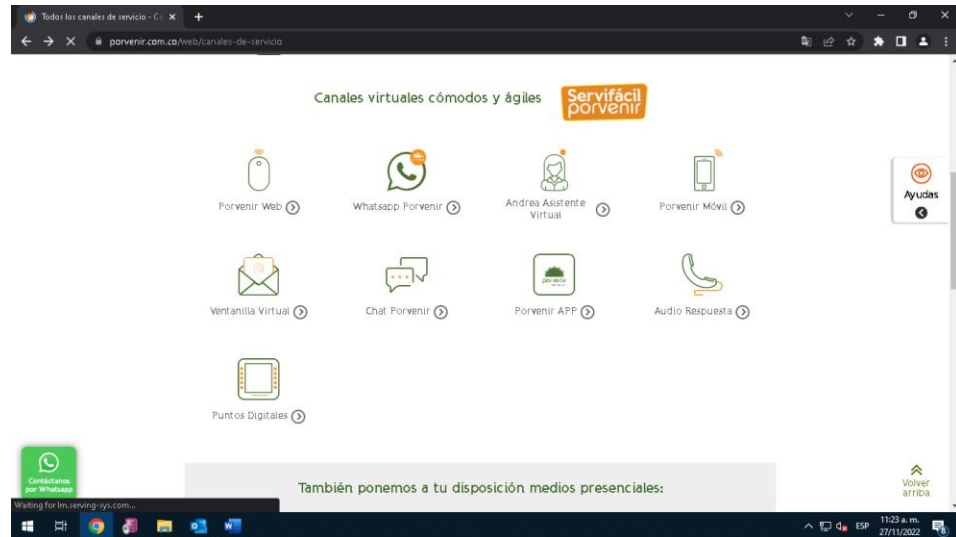 Todos los canales de servicio - C
porvenir.com.co/web/canales-de-servicio
Canales virtuales cómodos y ágiles
Servifácil
porvenir
Porvenir Web
Whatsapp Porvenir
Andrea Asistente
Virtual
Porvenir Móvil
Ayudas
Ventanilla Virtual
Chat Porvenir
porvenir
Porvenir APP
Audio Respuesta
Puntos Digitales
Contáctanos
por Whatsapp
También ponemos a tu disposición medios presenciales:
Volver
arriba
Waiting for lm.serving-sys.com...
ESP
11:23 a. m.
27/11/2022